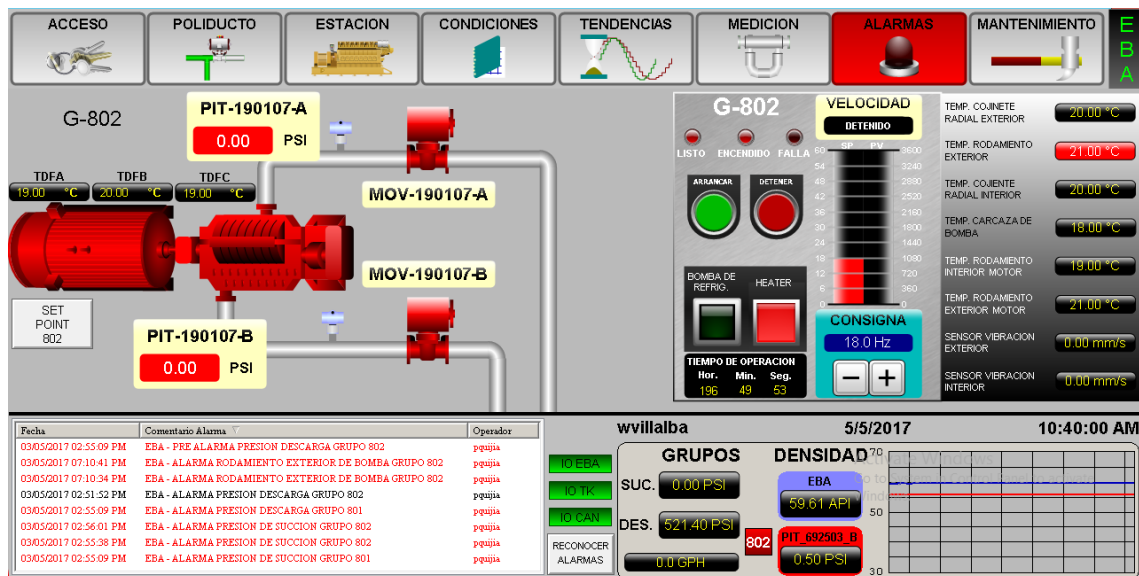 ACCESO
POLIDUCTO
ESTACION
CONDICIONES
TENDENCIAS
MEDICION
ALARMAS
MANTENIMIENTO
E
B
A
G-802
PIT-190107-A
0.00 PSI
TDFA TDFB TDFC
19.00 °C 20.00 °C 19.00 °C
MOV-190107-A
MOV-190107-B
SET
POINT
802
PIT-190107-B
0.00 PSI
G-802
LISTO ENCENDIDO FALLA
ARRANCAR DETENER
BOMBA DE
REFRIG.
HEATER
TIEMPO DE OPERACION
Hor. Min. Seg.
196 49 53
VELOCIDAD
DETENIDO
SP PV
60 3600
54 3240
48 2880
42 2520
36 2160
30 1800
24 1440
18 1080
12 720
6 360
0 0
CONSIGNA
18.0 Hz
− +
TEMP. COJINETE
RADIAL EXTERIOR
20.00 °C
TEMP. RODAMIENTO
EXTERIOR
21.00 °C
TEMP. COJIENTE
RADIAL INTERIOR
20.00 °C
TEMP. CARCAZA DE
BOMBA
18.00 °C
TEMP. RODAMIENTO
INTERIOR MOTOR
19.00 °C
TEMP. RODAMIENTO
EXTERIOR MOTOR
21.00 °C
SENSOR VIBRACION
EXTERIOR
0.00 mm/s
SENSOR VIBRACION
INTERIOR
0.00 mm/s
Fecha Comentario Alarma Operador
03/05/2017 02:55:09 PM EBA - PRE ALARMA PRESION DESCARGA GRUPO 802 pquijia
03/05/2017 07:10:41 PM EBA - ALARMA RODAMIENTO EXTERIOR DE BOMBA GRUPO 802 pquijia
03/05/2017 07:10:34 PM EBA - ALARMA RODAMIENTO EXTERIOR DE BOMBA GRUPO 802 pquijia
03/05/2017 02:51:52 PM EBA - ALARMA PRESION DESCARGA GRUPO 802 pquijia
03/05/2017 02:55:09 PM EBA - ALARMA PRESION DESCARGA GRUPO 801 pquijia
03/05/2017 02:56:01 PM EBA - ALARMA PRESION DE SUCCION GRUPO 802 pquijia
03/05/2017 02:55:38 PM EBA - ALARMA PRESION DE SUCCION GRUPO 802 pquijia
03/05/2017 02:55:09 PM EBA - ALARMA PRESION DE SUCCION GRUPO 801 pquijia
IO EBA
IO TK
IO CAN
RECONOCER
ALARMAS
wvillalba 5/5/2017 10:40:00 AM
GRUPOS
SUC. 0.00 PSI
DES. 521.40 PSI
0.0 GPH
802
DENSIDAD
EBA
59.61 API
PIT_692503_B
0.50 PSI
70
50
30